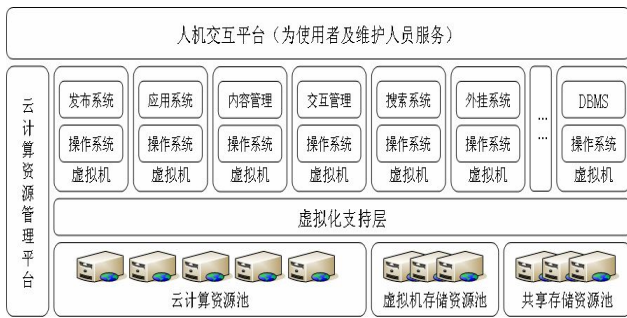 人机交互平台（为使用者及维护人员服务）
云计算资源管理平台
发布系统 应用系统 内容管理 交互管理 搜索系统 外挂系统 …… DBMS
操作系统 操作系统 操作系统 操作系统 操作系统 操作系统 操作系统
虚拟机 虚拟机 虚拟机 虚拟机 虚拟机 虚拟机 虚拟机
虚拟化支持层
云计算资源池 虚拟机存储资源池 共享存储资源池